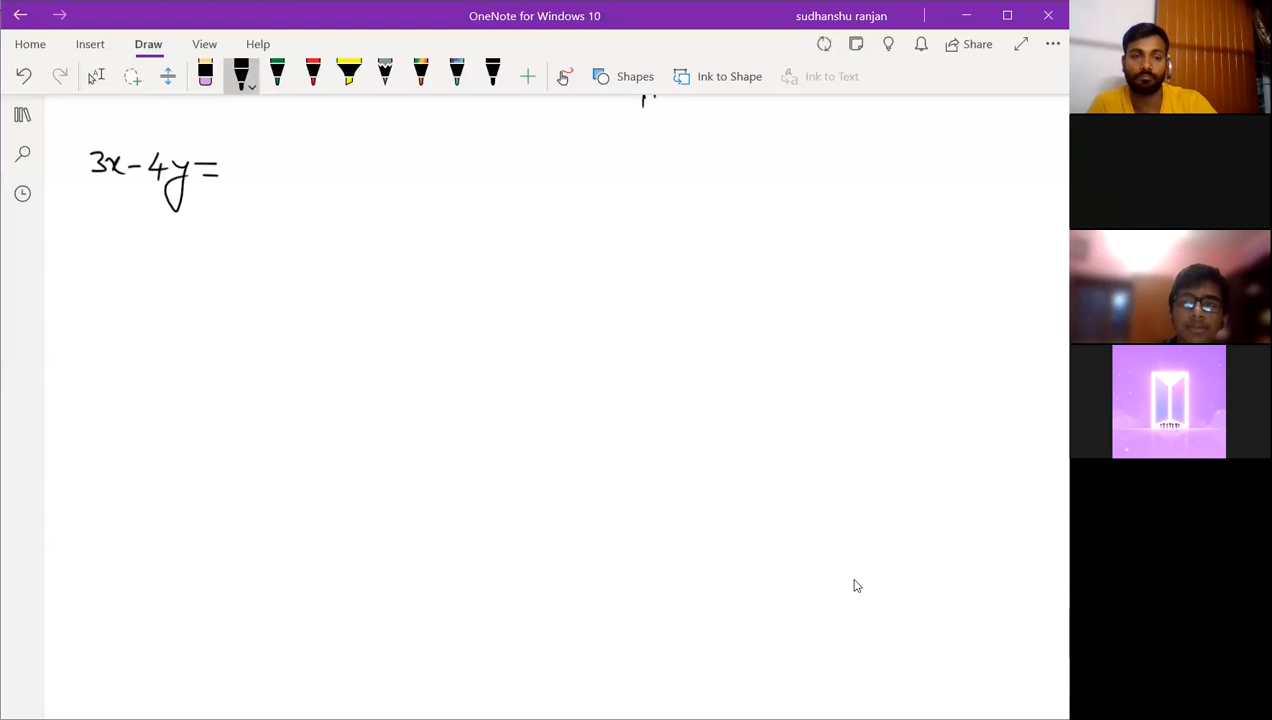 OneNote for Windows 10
sudhanshu ranjan
Home Insert Draw View Help
Share
Shapes Ink to Shape Ink to Text
3x-4y=